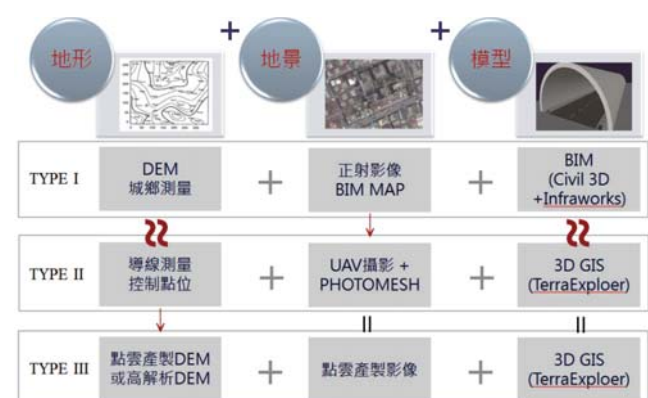 地形 + 地景 + 模型
TYPE I
DEM
城鄉測量
+
正射影像
BIM MAP
+
BIM
(Civil 3D
+Infraworks)
TYPE II
導線測量
控制點位
+
UAV攝影 +
PHOTOMESH
+
3D GIS
(TerraExploer)
TYPE III
點雲產製DEM
或高解析DEM
+
點雲產製影像
+
3D GIS
(TerraExploer)